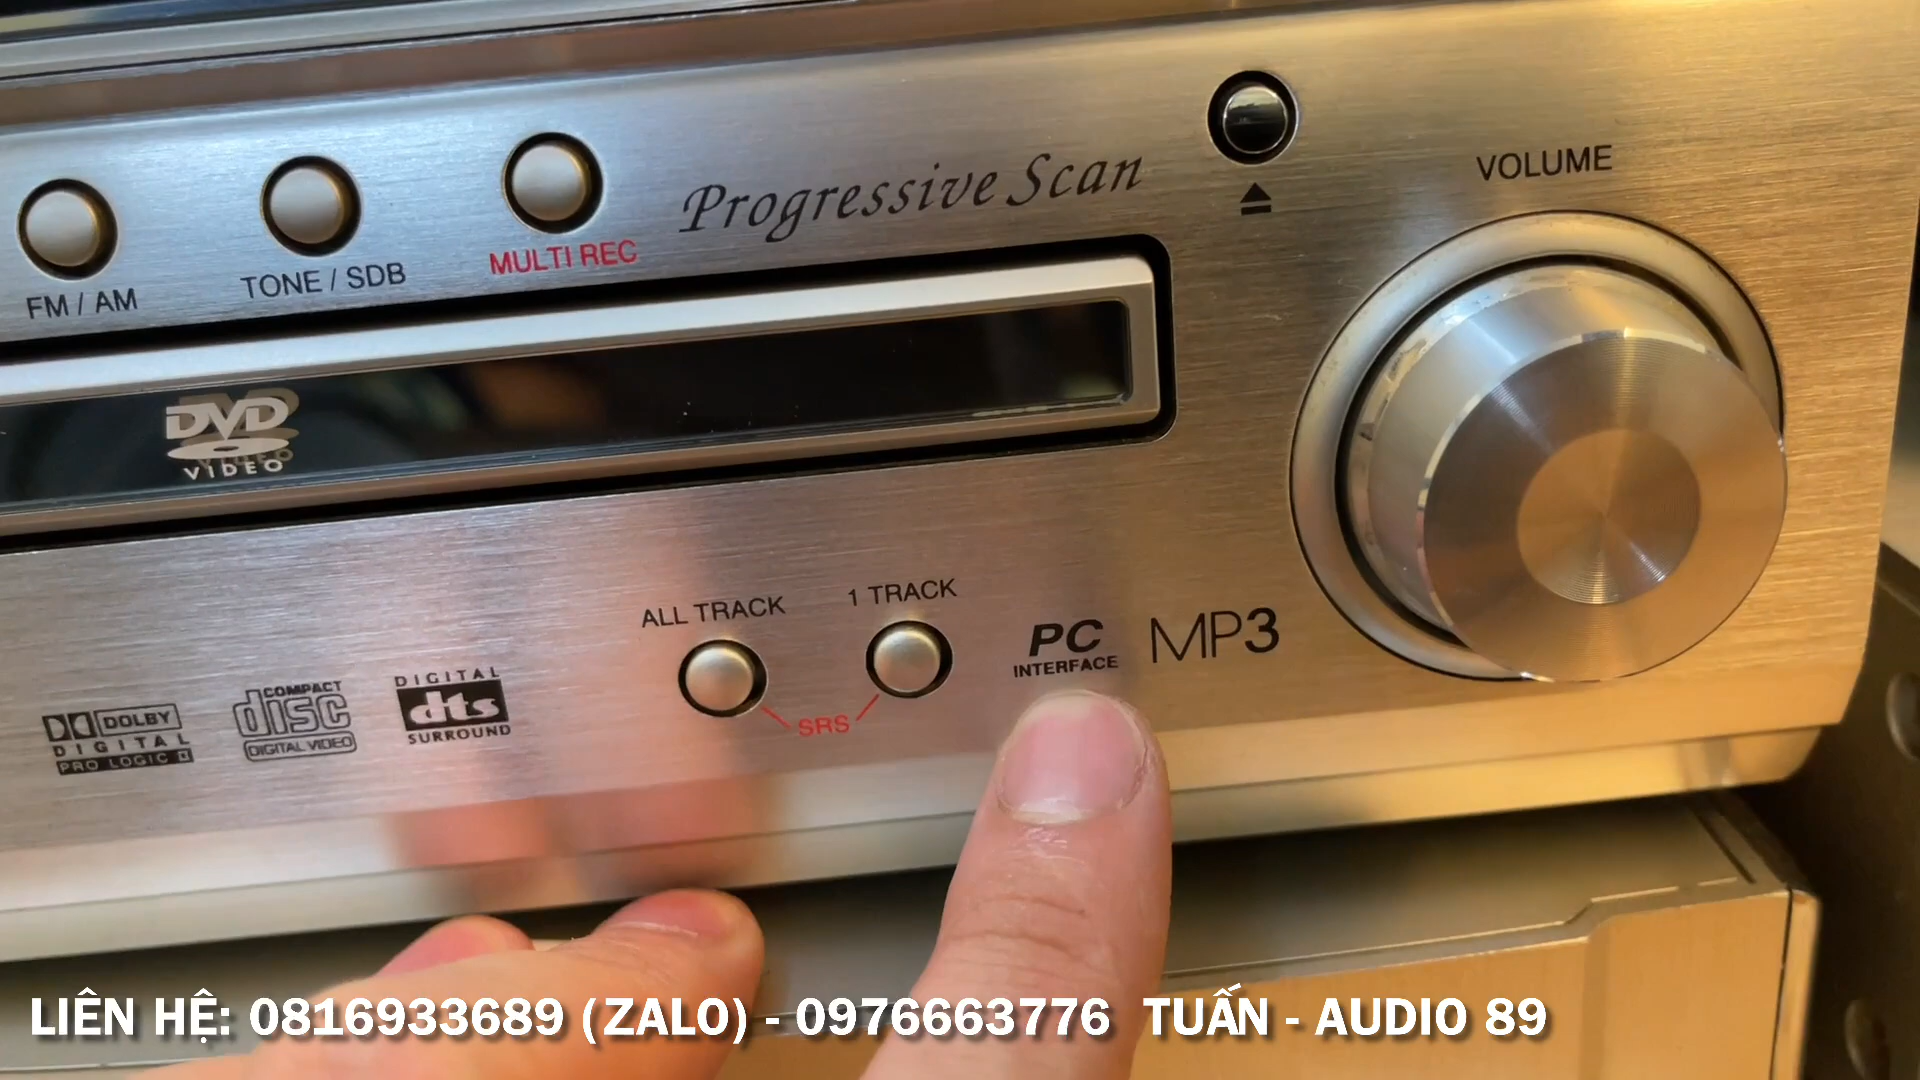 VOLUME
Progressive Scan
MULTI REC
TONE / SDB
FM / AM
DVD
VIDEO
ALL TRACK
1 TRACK
SRS
PC
INTERFACE
MP3
DOLBY
DIGITAL
PRO LOGIC II
COMPACT
disc
DIGITAL VIDEO
DIGITAL
dts
SURROUND
LIÊN HỆ: 0816933689 (ZALO) - 0976663776 TUẤN - AUDIO 89